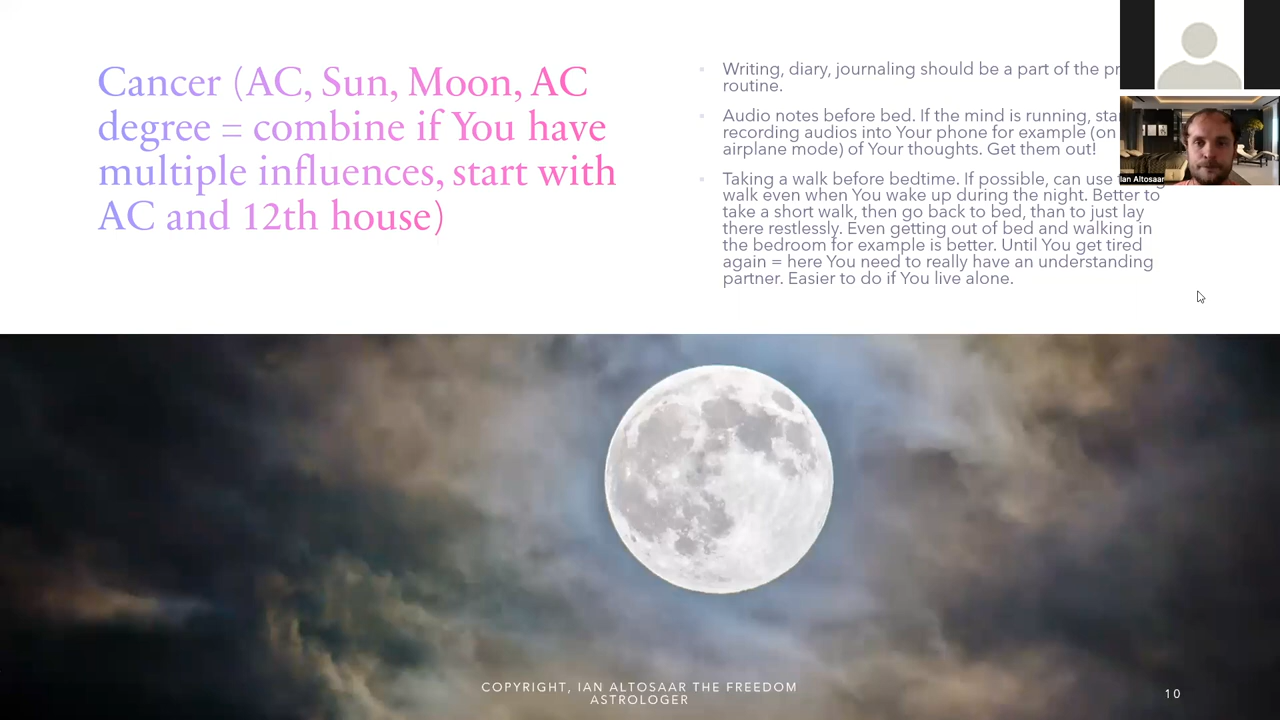 Cancer (AC, Sun, Moon, AC
degree = combine if You have
multiple influences, start with
AC and 12th house)
Writing, diary, journaling should be a part of the
routine.
Audio notes before bed. If the mind is running,
recording audios into Your phone for example (on
airplane mode) of Your thoughts. Get them out!
Taking a walk before bedtime. If possible, can use
walk even when You wake up during the night. Better to
take a short walk, then go back to bed, than to just lay
there restlessly. Even getting out of bed and walking in
the bedroom for example is better. Until You get tired
again = here You need to really have an understanding
partner. Easier to do if You live alone.
Ian Altosaar
COPYRIGHT, IAN ALTOSAAR THE FREEDOM
ASTROLOGER
10